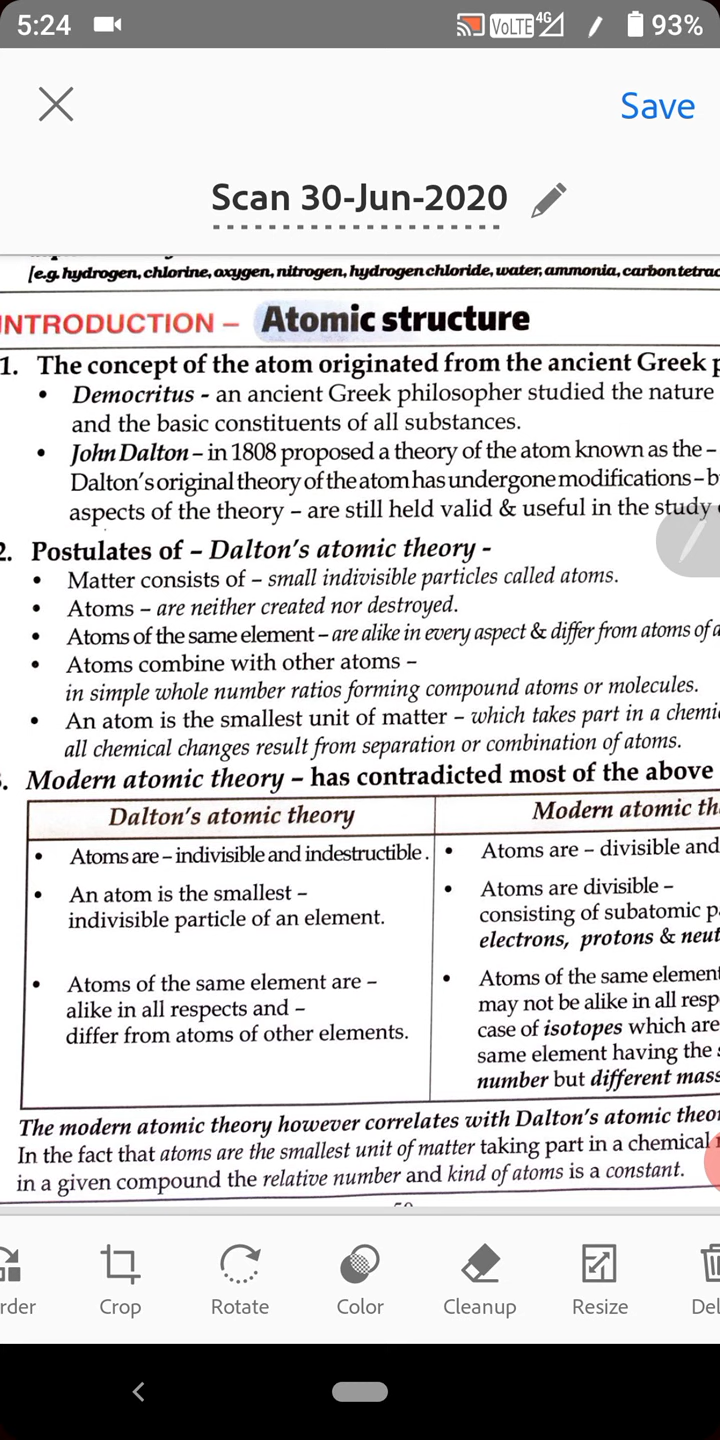 5:24 VoLTE 4G 93%
Save
Scan 30-Jun-2020
[e.g. hydrogen, chlorine, oxygen, nitrogen, hydrogen chloride, water, ammonia, carbon tetrac
INTRODUCTION – Atomic structure
1. The concept of the atom originated from the ancient Greek p
• Democritus - an ancient Greek philosopher studied the nature
and the basic constituents of all substances.
• John Dalton – in 1808 proposed a theory of the atom known as the –
Dalton's original theory of the atom has undergone modifications – b
aspects of the theory – are still held valid & useful in the study
2. Postulates of – Dalton's atomic theory -
• Matter consists of – small indivisible particles called atoms.
• Atoms – are neither created nor destroyed.
• Atoms of the same element – are alike in every aspect & differ from atoms of a
• Atoms combine with other atoms –
in simple whole number ratios forming compound atoms or molecules.
• An atom is the smallest unit of matter – which takes part in a chemic
all chemical changes result from separation or combination of atoms.
. Modern atomic theory – has contradicted most of the above
Dalton's atomic theory Modern atomic th
• Atoms are – indivisible and indestructible. • Atoms are – divisible and
• An atom is the smallest – • Atoms are divisible –
indivisible particle of an element. consisting of subatomic p
electrons, protons & neut
• Atoms of the same element are – • Atoms of the same element
alike in all respects and – may not be alike in all resp
differ from atoms of other elements. case of isotopes which are
same element having the s
number but different mass
The modern atomic theory however correlates with Dalton's atomic theor
In the fact that atoms are the smallest unit of matter taking part in a chemical
in a given compound the relative number and kind of atoms is a constant.
rder Crop Rotate Color Cleanup Resize Del